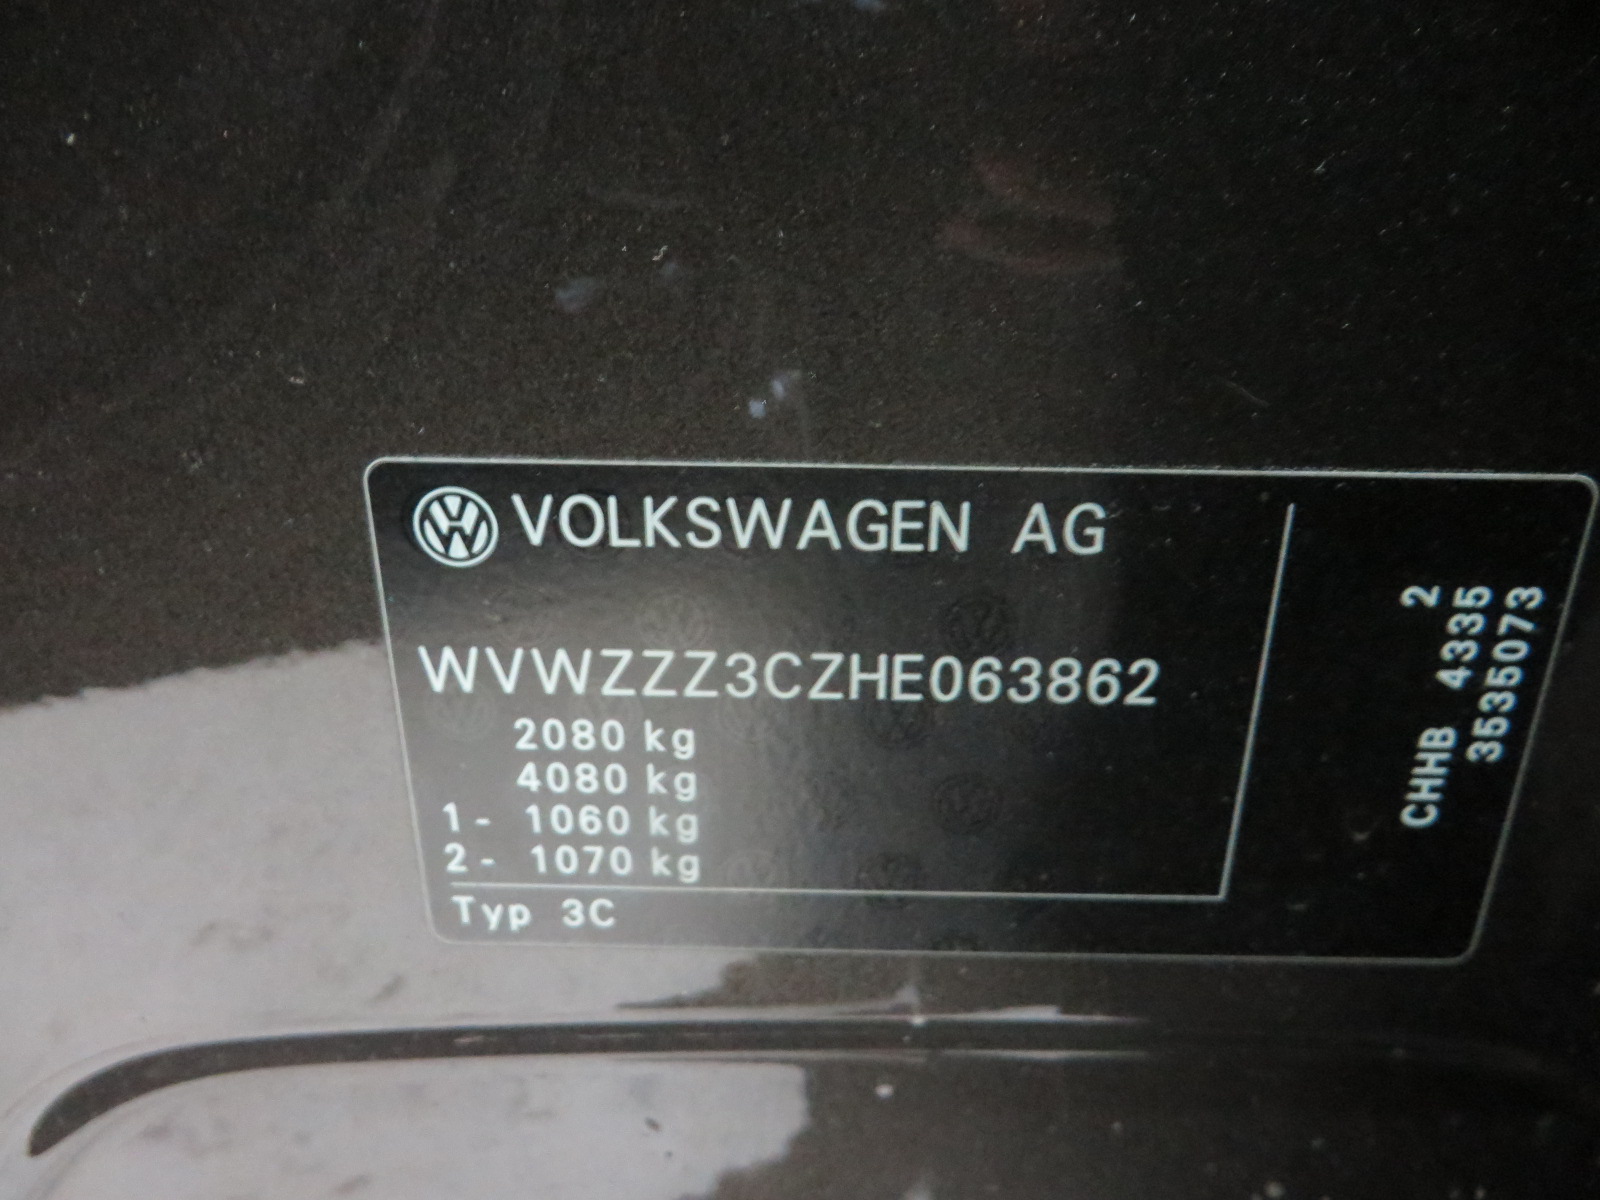 VOLKSWAGEN AG
WVWZZZ3CZHE063862
2080 kg
4080 kg
1- 1060 kg
2- 1070 kg
Typ 3C
CHHB 4335
2
3535073